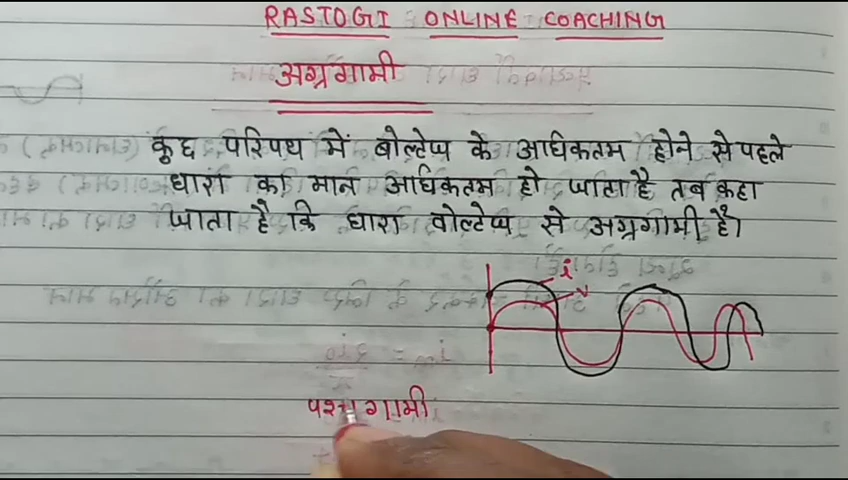 RASTOGI ONLINE COACHING
अग्रगामी
कुछ परिपथ में वोल्टेज के अधिकतम होने से पहले
धारा का मान अधिकतम हो जाता है तब कहा
जाता है कि धारा वोल्टेज से अग्रगामी है।
i
v
पश्चगामी